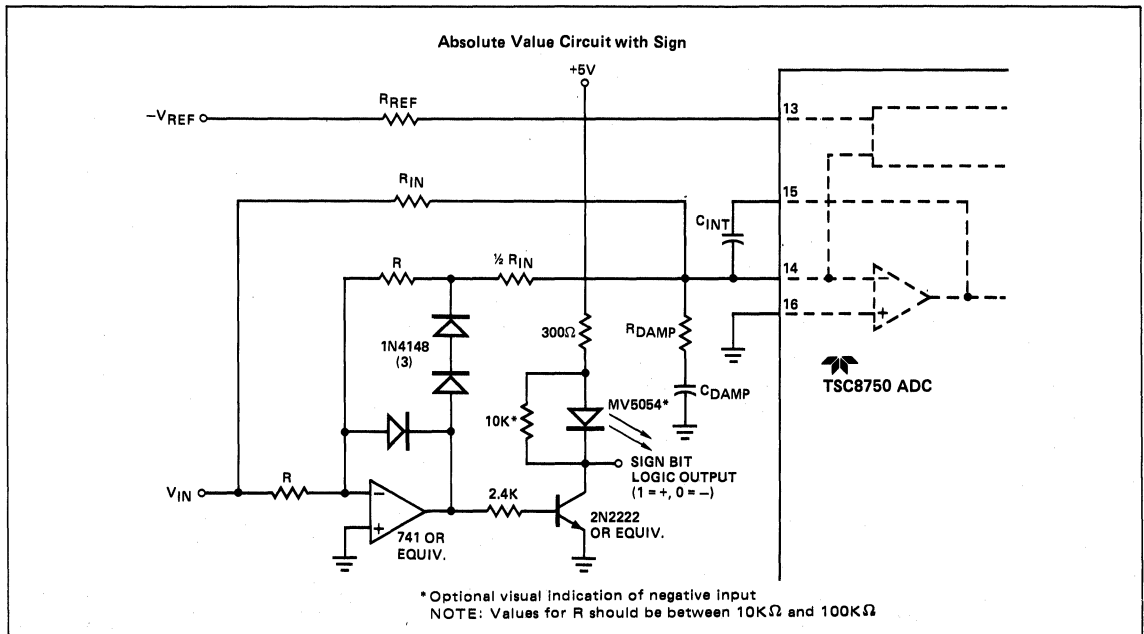 Absolute Value Circuit with Sign
+5V
RREF
−VREF
13
RIN
15
CINT
R
½ RIN
14
16
1N4148
(3)
300Ω
RDAMP
TSC8750 ADC
CDAMP
MV5054*
10K*
SIGN BIT
LOGIC OUTPUT
(1 = +, 0 = −)
VIN
R
−
+
2.4K
2N2222
OR EQUIV.
741 OR
EQUIV.
−
+
* Optional visual indication of negative input
NOTE: Values for R should be between 10KΩ and 100KΩ